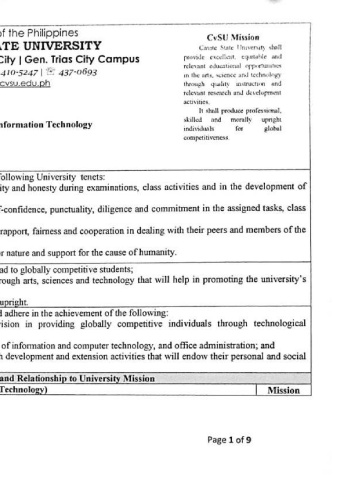 of the Philippines
ATE UNIVERSITY
City | Gen. Trias City Campus
410-5247 | 437-0693
cvsu.edu.ph
nformation Technology
CvSU Mission
Cavite State University shall
provide excellent, equitable and
relevant educational opportunities
in the arts, science and technology
through quality instruction and
relevant research and development
activities.
It shall produce professional,
skilled and morally upright
individuals for global
competitiveness
following University tenets:
ity and honesty during examinations, class activities and in the development of
f-confidence, punctuality, diligence and commitment in the assigned tasks, class
rapport, fairness and cooperation in dealing with their peers and members of the
r nature and support for the cause of humanity.
ad to globally competitive students;
rough arts, sciences and technology that will help in promoting the university's
upright.
d adhere in the achievement of the following:
ision in providing globally competitive individuals through technological
of information and computer technology, and office administration; and
h development and extension activities that will endow their personal and social
and Relationship to University Mission
Technology) Mission
Page 1 of 9